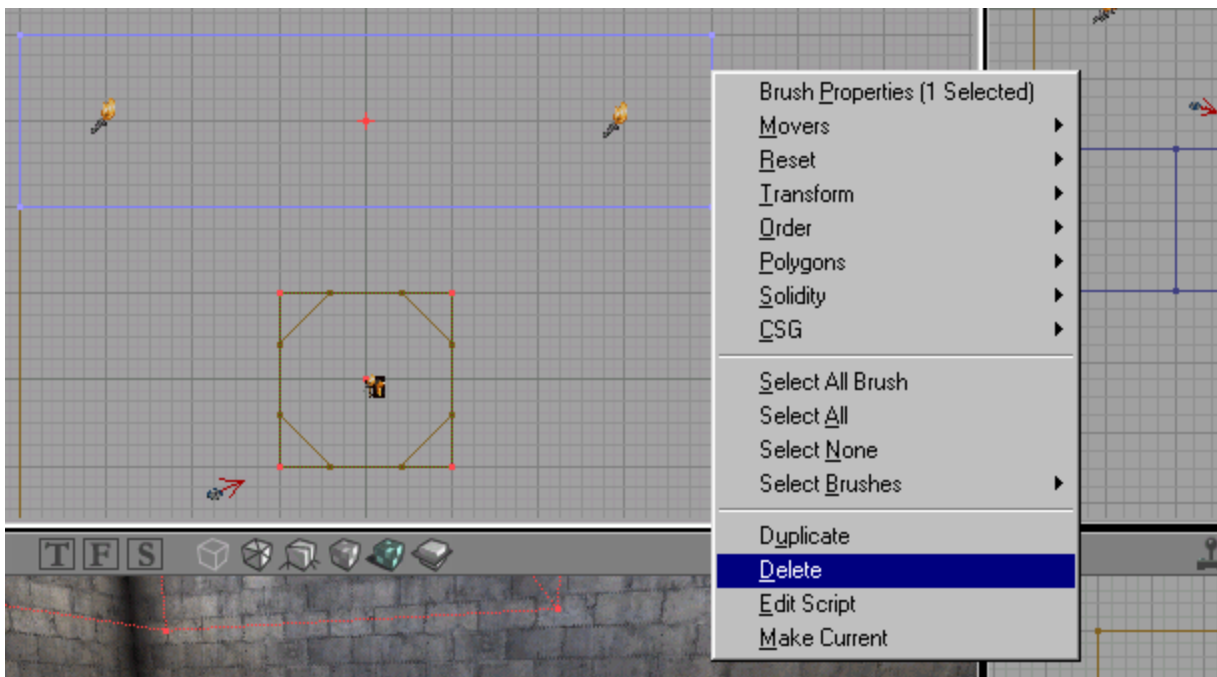 Brush Properties (1 Selected)
Movers
Reset
Transform
Order
Polygons
Solidity
CSG
Select All Brush
Select All
Select None
Select Brushes
Duplicate
Delete
Edit Script
Make Current
T F S